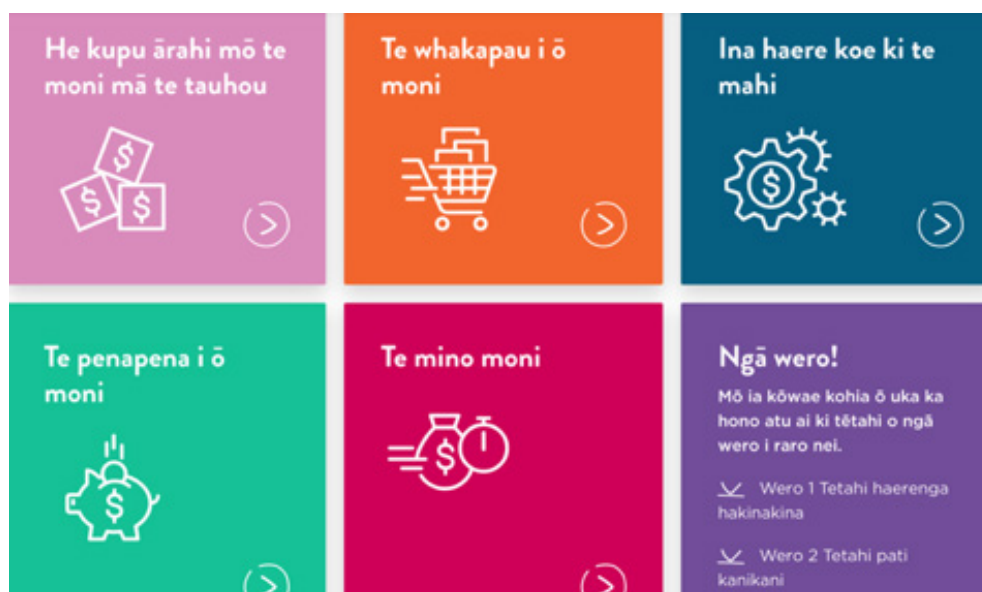 He kupu ārahi mō te
moni mā te tauhou
Te whakapau i ō
moni
Ina haere koe ki te
mahi
$
$
$
$
Te penapena i ō
moni
$
Te mino moni
$
Ngā wero!
Mō ia kōwae kohia ō uka ka
hono atu ai ki tētahi o ngā
wero i raro nei.
Wero 1 Tetahi haerenga
hakinakina
Wero 2 Tetahi pati
kanikani